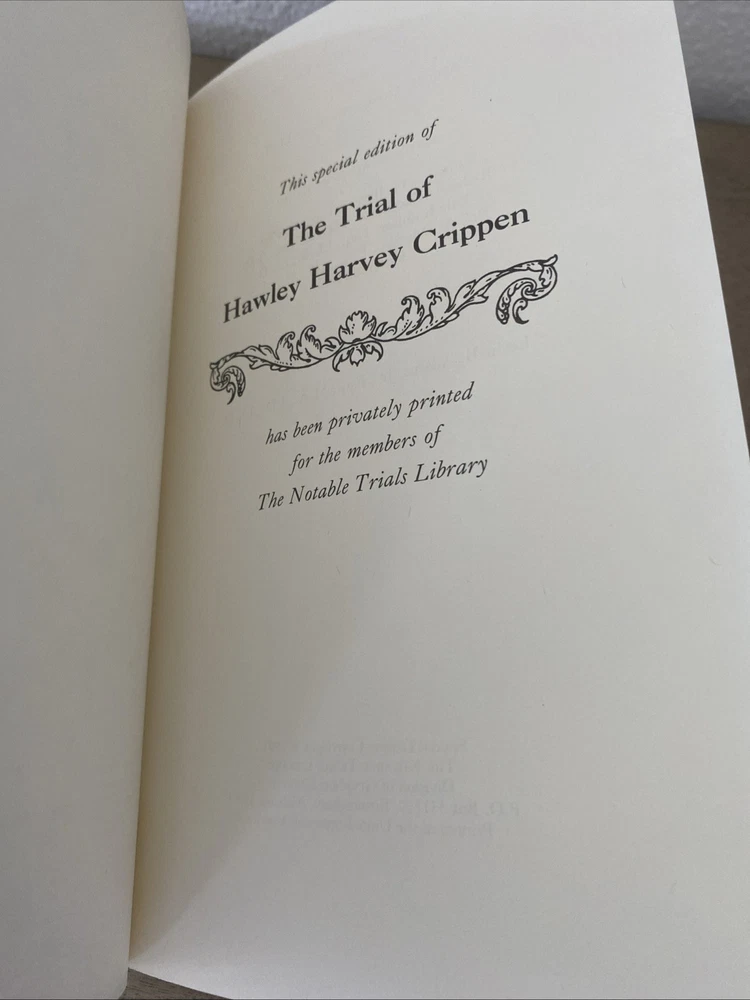 This special edition of
The Trial of
Hawley Harvey Crippen
has been privately printed
for the members of
The Notable Trials Library